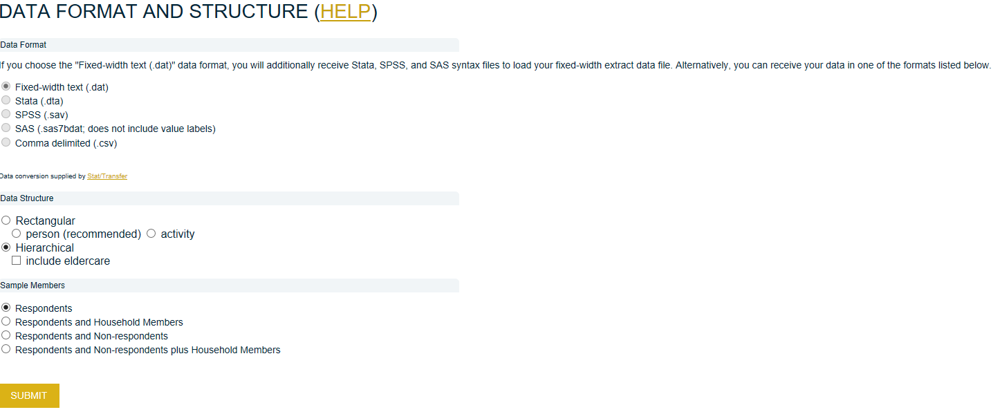 DATA FORMAT AND STRUCTURE (HELP)
Data Format
If you choose the "Fixed-width text (.dat)" data format, you will additionally receive Stata, SPSS, and SAS syntax files to load your fixed-width extract data file. Alternatively, you can receive your data in one of the formats listed below.
Fixed-width text (.dat)
Stata (.dta)
SPSS (.sav)
SAS (.sas7bdat; does not include value labels)
Comma delimited (.csv)
Data conversion supplied by Stat/Transfer
Data Structure
Rectangular
person (recommended) activity
Hierarchical
include eldercare
Sample Members
Respondents
Respondents and Household Members
Respondents and Non-respondents
Respondents and Non-respondents plus Household Members
SUBMIT